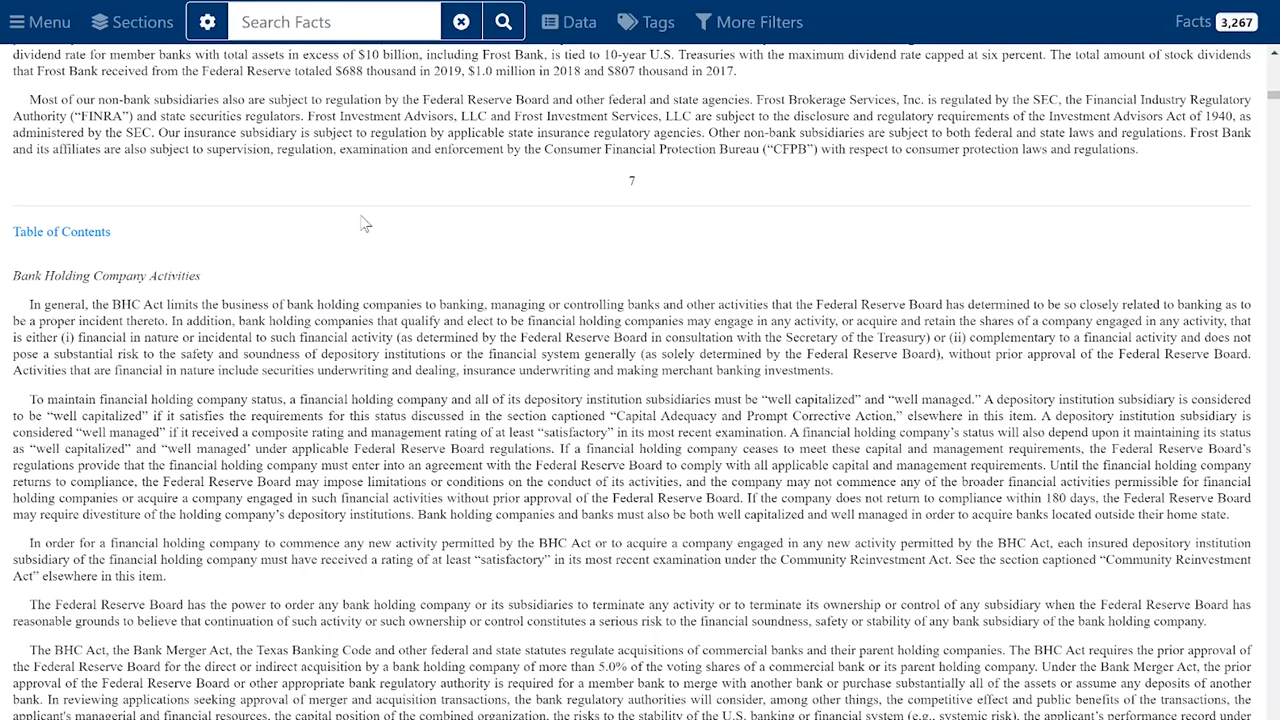 Menu
Sections
Search Facts
Data
Tags
More Filters
Facts 3,267
dividend rate for member banks with total assets in excess of $10 billion, including Frost Bank, is tied to 10-year U.S. Treasuries with the maximum dividend rate capped at six percent. The total amount of stock dividends
that Frost Bank received from the Federal Reserve totaled $688 thousand in 2019, $1.0 million in 2018 and $807 thousand in 2017.
Most of our non-bank subsidiaries also are subject to regulation by the Federal Reserve Board and other federal and state agencies. Frost Brokerage Services, Inc. is regulated by the SEC, the Financial Industry Regulatory
Authority (“FINRA”) and state securities regulators. Frost Investment Advisors, LLC and Frost Investment Services, LLC are subject to the disclosure and regulatory requirements of the Investment Advisors Act of 1940, as
administered by the SEC. Our insurance subsidiary is subject to regulation by applicable state insurance regulatory agencies. Other non-bank subsidiaries are subject to both federal and state laws and regulations. Frost Bank
and its affiliates are also subject to supervision, regulation, examination and enforcement by the Consumer Financial Protection Bureau (“CFPB”) with respect to consumer protection laws and regulations.
7
Table of Contents
Bank Holding Company Activities
In general, the BHC Act limits the business of bank holding companies to banking, managing or controlling banks and other activities that the Federal Reserve Board has determined to be so closely related to banking as to
be a proper incident thereto. In addition, bank holding companies that qualify and elect to be financial holding companies may engage in any activity, or acquire and retain the shares of a company engaged in any activity, that
is either (i) financial in nature or incidental to such financial activity (as determined by the Federal Reserve Board in consultation with the Secretary of the Treasury) or (ii) complementary to a financial activity and does not
pose a substantial risk to the safety and soundness of depository institutions or the financial system generally (as solely determined by the Federal Reserve Board), without prior approval of the Federal Reserve Board.
Activities that are financial in nature include securities underwriting and dealing, insurance underwriting and making merchant banking investments.
To maintain financial holding company status, a financial holding company and all of its depository institution subsidiaries must be “well capitalized” and “well managed.” A depository institution subsidiary is considered
to be “well capitalized” if it satisfies the requirements for this status discussed in the section captioned “Capital Adequacy and Prompt Corrective Action,” elsewhere in this item. A depository institution subsidiary is
considered “well managed” if it received a composite rating and management rating of at least “satisfactory” in its most recent examination. A financial holding company’s status will also depend upon it maintaining its status
as “well capitalized” and “well managed’ under applicable Federal Reserve Board regulations. If a financial holding company ceases to meet these capital and management requirements, the Federal Reserve Board’s
regulations provide that the financial holding company must enter into an agreement with the Federal Reserve Board to comply with all applicable capital and management requirements. Until the financial holding company
returns to compliance, the Federal Reserve Board may impose limitations or conditions on the conduct of its activities, and the company may not commence any of the broader financial activities permissible for financial
holding companies or acquire a company engaged in such financial activities without prior approval of the Federal Reserve Board. If the company does not return to compliance within 180 days, the Federal Reserve Board
may require divestiture of the holding company’s depository institutions. Bank holding companies and banks must also be both well capitalized and well managed in order to acquire banks located outside their home state.
In order for a financial holding company to commence any new activity permitted by the BHC Act or to acquire a company engaged in any new activity permitted by the BHC Act, each insured depository institution
subsidiary of the financial holding company must have received a rating of at least “satisfactory” in its most recent examination under the Community Reinvestment Act. See the section captioned “Community Reinvestment
Act” elsewhere in this item.
The Federal Reserve Board has the power to order any bank holding company or its subsidiaries to terminate any activity or to terminate its ownership or control of any subsidiary when the Federal Reserve Board has
reasonable grounds to believe that continuation of such activity or such ownership or control constitutes a serious risk to the financial soundness, safety or stability of any bank subsidiary of the bank holding company.
The BHC Act, the Bank Merger Act, the Texas Banking Code and other federal and state statutes regulate acquisitions of commercial banks and their parent holding companies. The BHC Act requires the prior approval of
the Federal Reserve Board for the direct or indirect acquisition by a bank holding company of more than 5.0% of the voting shares of a commercial bank or its parent holding company. Under the Bank Merger Act, the prior
approval of the Federal Reserve Board or other appropriate bank regulatory authority is required for a member bank to merge with another bank or purchase substantially all of the assets or assume any deposits of another
bank. In reviewing applications seeking approval of merger and acquisition transactions, the bank regulatory authorities will consider, among other things, the competitive effect and public benefits of the transactions, the
applicant's managerial and financial resources, the capital position of the combined organization, the risks to the stability of the U.S. banking or financial system (e.g., systemic risk), the applicant's performance record under